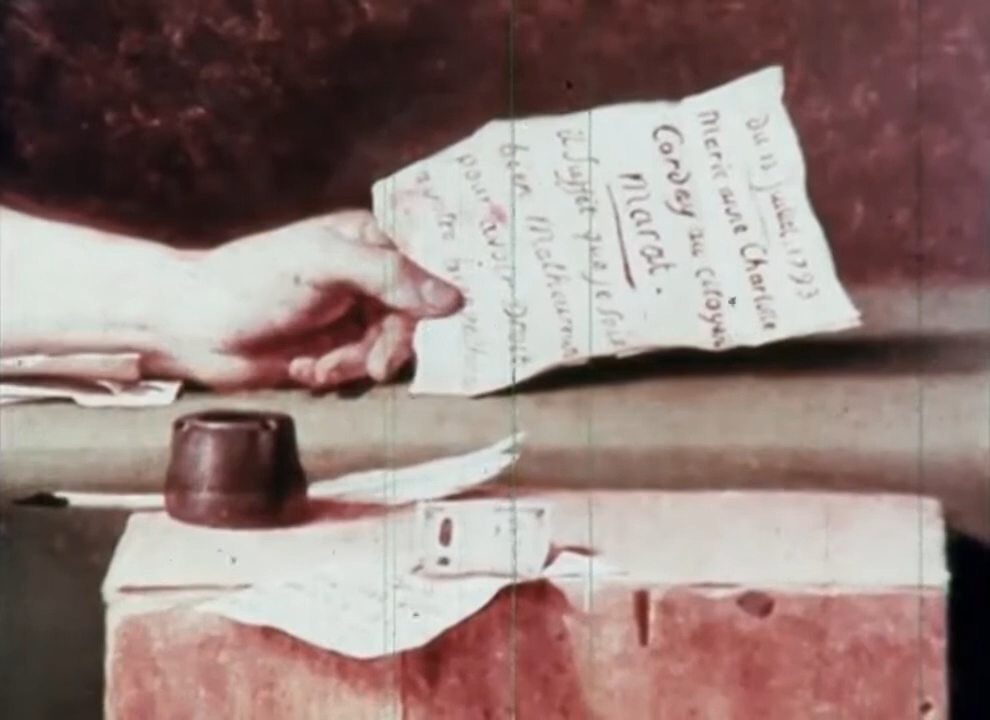 du 13 juillet, 1793
Marie anne Charlotte
Corday au citoyen
Marat.
il Suffit que je Sois
bien Malheureuse
pour avoir Droit
a votre